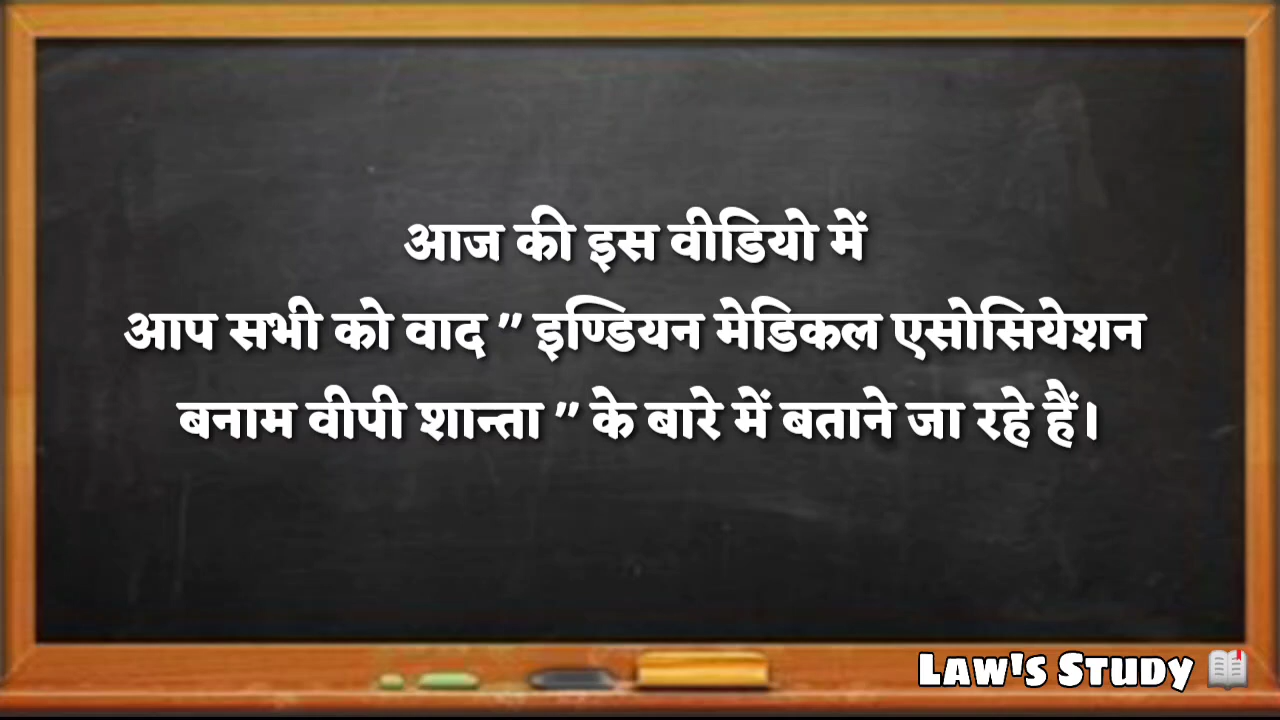 आज की इस वीडियो में
आप सभी को वाद " इण्डियन मेडिकल एसोसियेशन
बनाम वीपी शान्ता " के बारे में बताने जा रहे हैं।
Law's Study